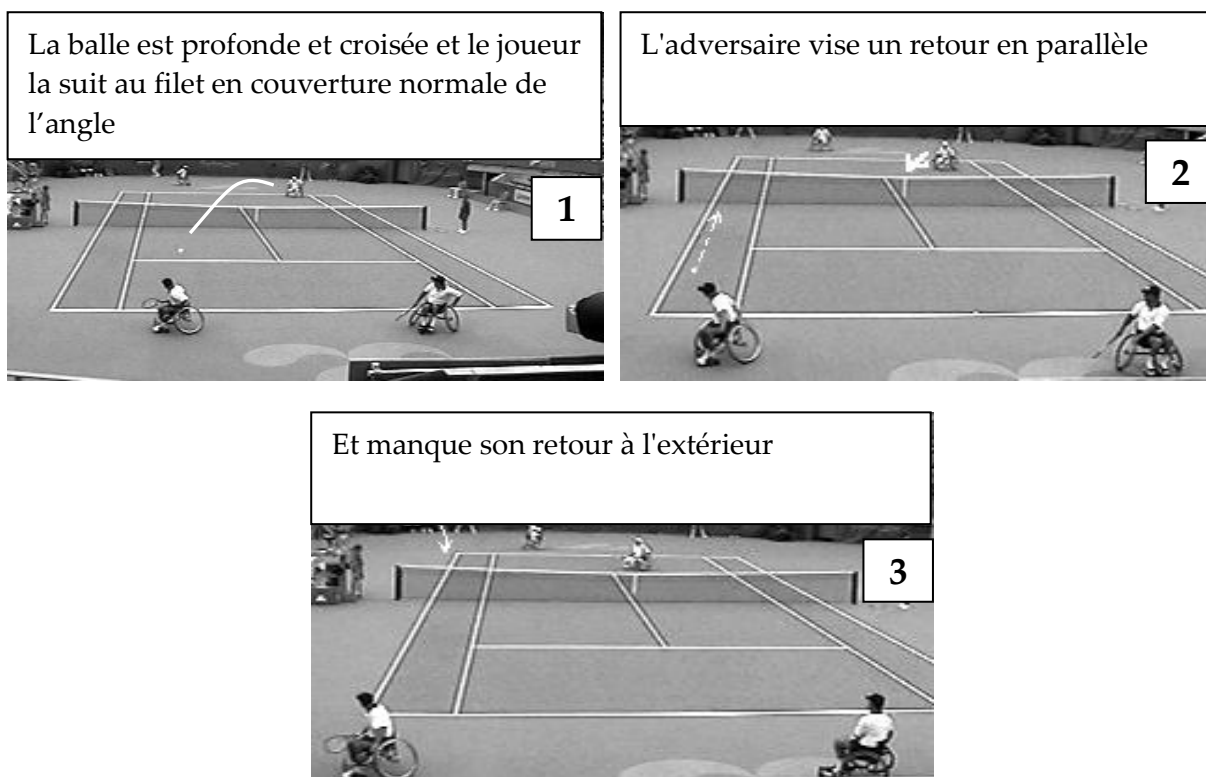 La balle est profonde et croisée et le joueur
la suit au filet en couverture normale de
l’angle
1
L'adversaire vise un retour en parallèle
2
Et manque son retour à l'extérieur
3